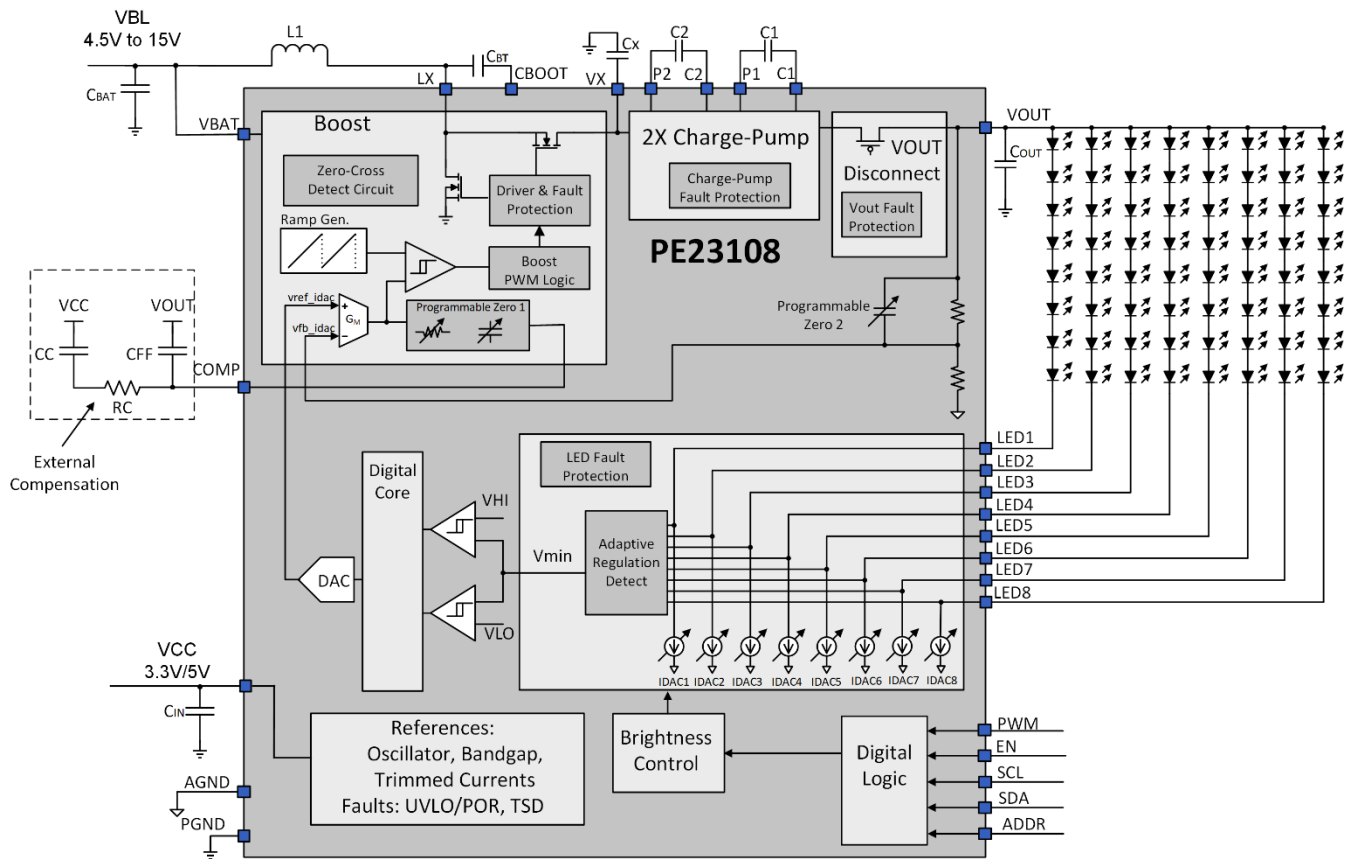 VBL
4.5V to 15V
L1
CBAT
CBT
CBOOT
LX
Cx
VX
C2
C1
P2
C2
P1
C1
VBAT
Boost
Zero-Cross
Detect Circuit
Driver & Fault
Protection
Ramp Gen.
Boost
PWM Logic
vref_idac
vfb_idac
+
−
GM
Programmable Zero 1
2X Charge-Pump
Charge-Pump
Fault Protection
VOUT
Disconnect
Vout Fault
Protection
PE23108
Programmable
Zero 2
VOUT
COUT
VCC
VOUT
CC
CFF
RC
COMP
External
Compensation
Digital
Core
DAC
VHI
VLO
Vmin
LED Fault
Protection
Adaptive
Regulation
Detect
LED1
LED2
LED3
LED4
LED5
LED6
LED7
LED8
IDAC1
IDAC2
IDAC3
IDAC4
IDAC5
IDAC6
IDAC7
IDAC8
VCC
3.3V/5V
CIN
AGND
PGND
References:
Oscillator, Bandgap,
Trimmed Currents
Faults: UVLO/POR, TSD
Brightness
Control
Digital
Logic
PWM
EN
SCL
SDA
ADDR